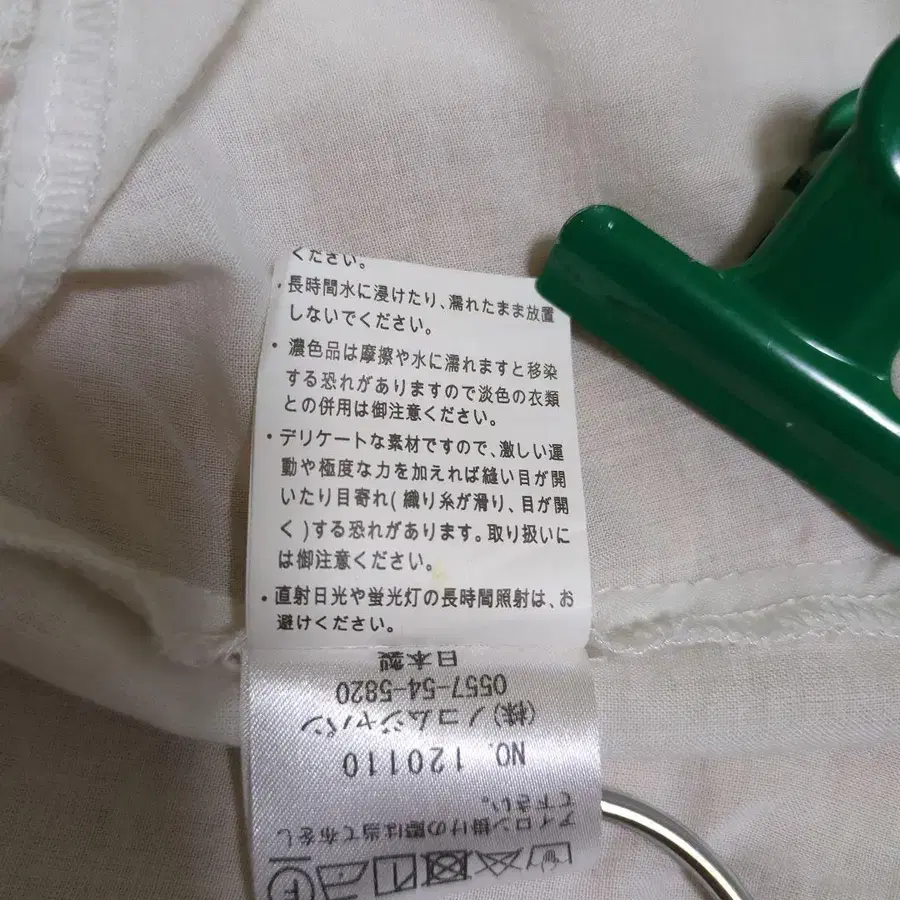 ください。
・長時間水に浸けたり、濡れたまま放置
しないでください。
・濃色品は摩擦や水に濡れますと移染
する恐れがありますので淡色の衣類
との併用は御注意ください。
・デリケートな素材ですので、激しい運
動や極度な力を加えれば縫い目が開
いたり目寄れ(織り糸が滑り、目が開
く)する恐れがあります。取り扱いに
は御注意ください。
・直射日光や蛍光灯の長時間照射は、お
避けください。
アイロン掛けの際は当て布をし
て下さい。
NO. 120110
(株)ノコムジャパン
0557-54-5820
日本製